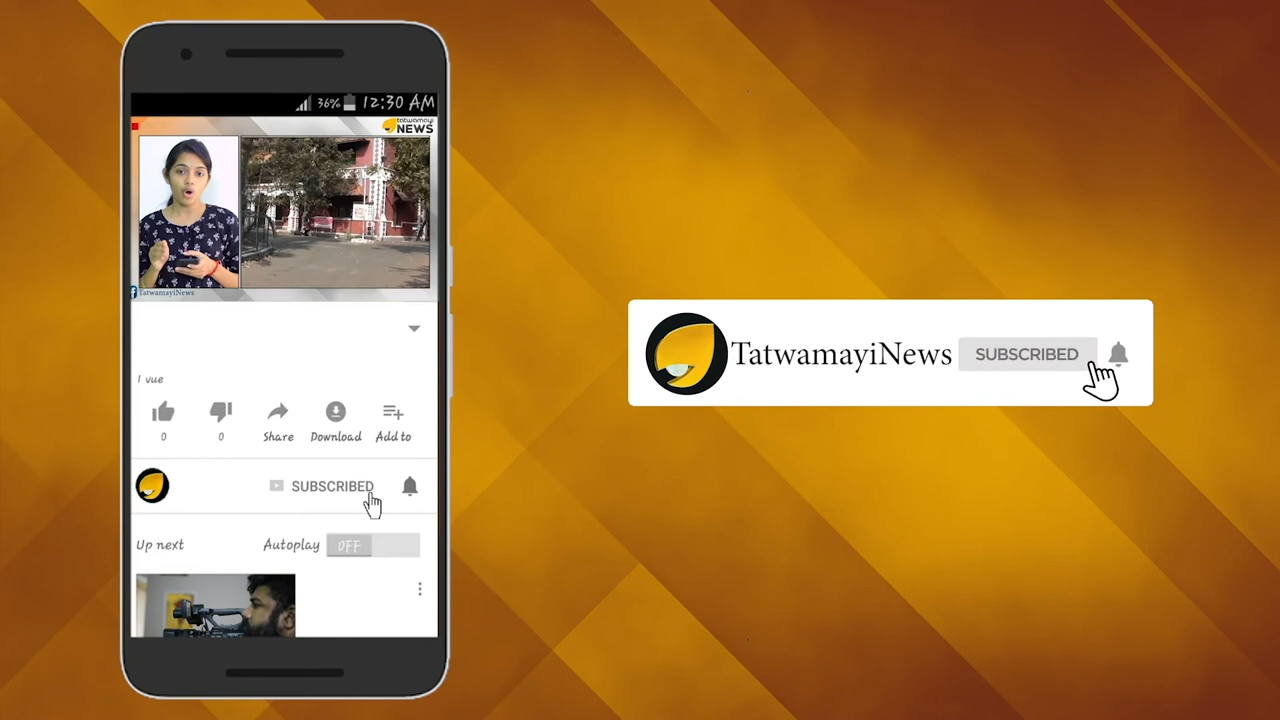 36% 12:30 AM
tatwamayi
NEWS
TatwamayiNews
1 vue
0 0 Share Download Add to
SUBSCRIBED
Up next Autoplay OFF
TatwamayiNews SUBSCRIBED